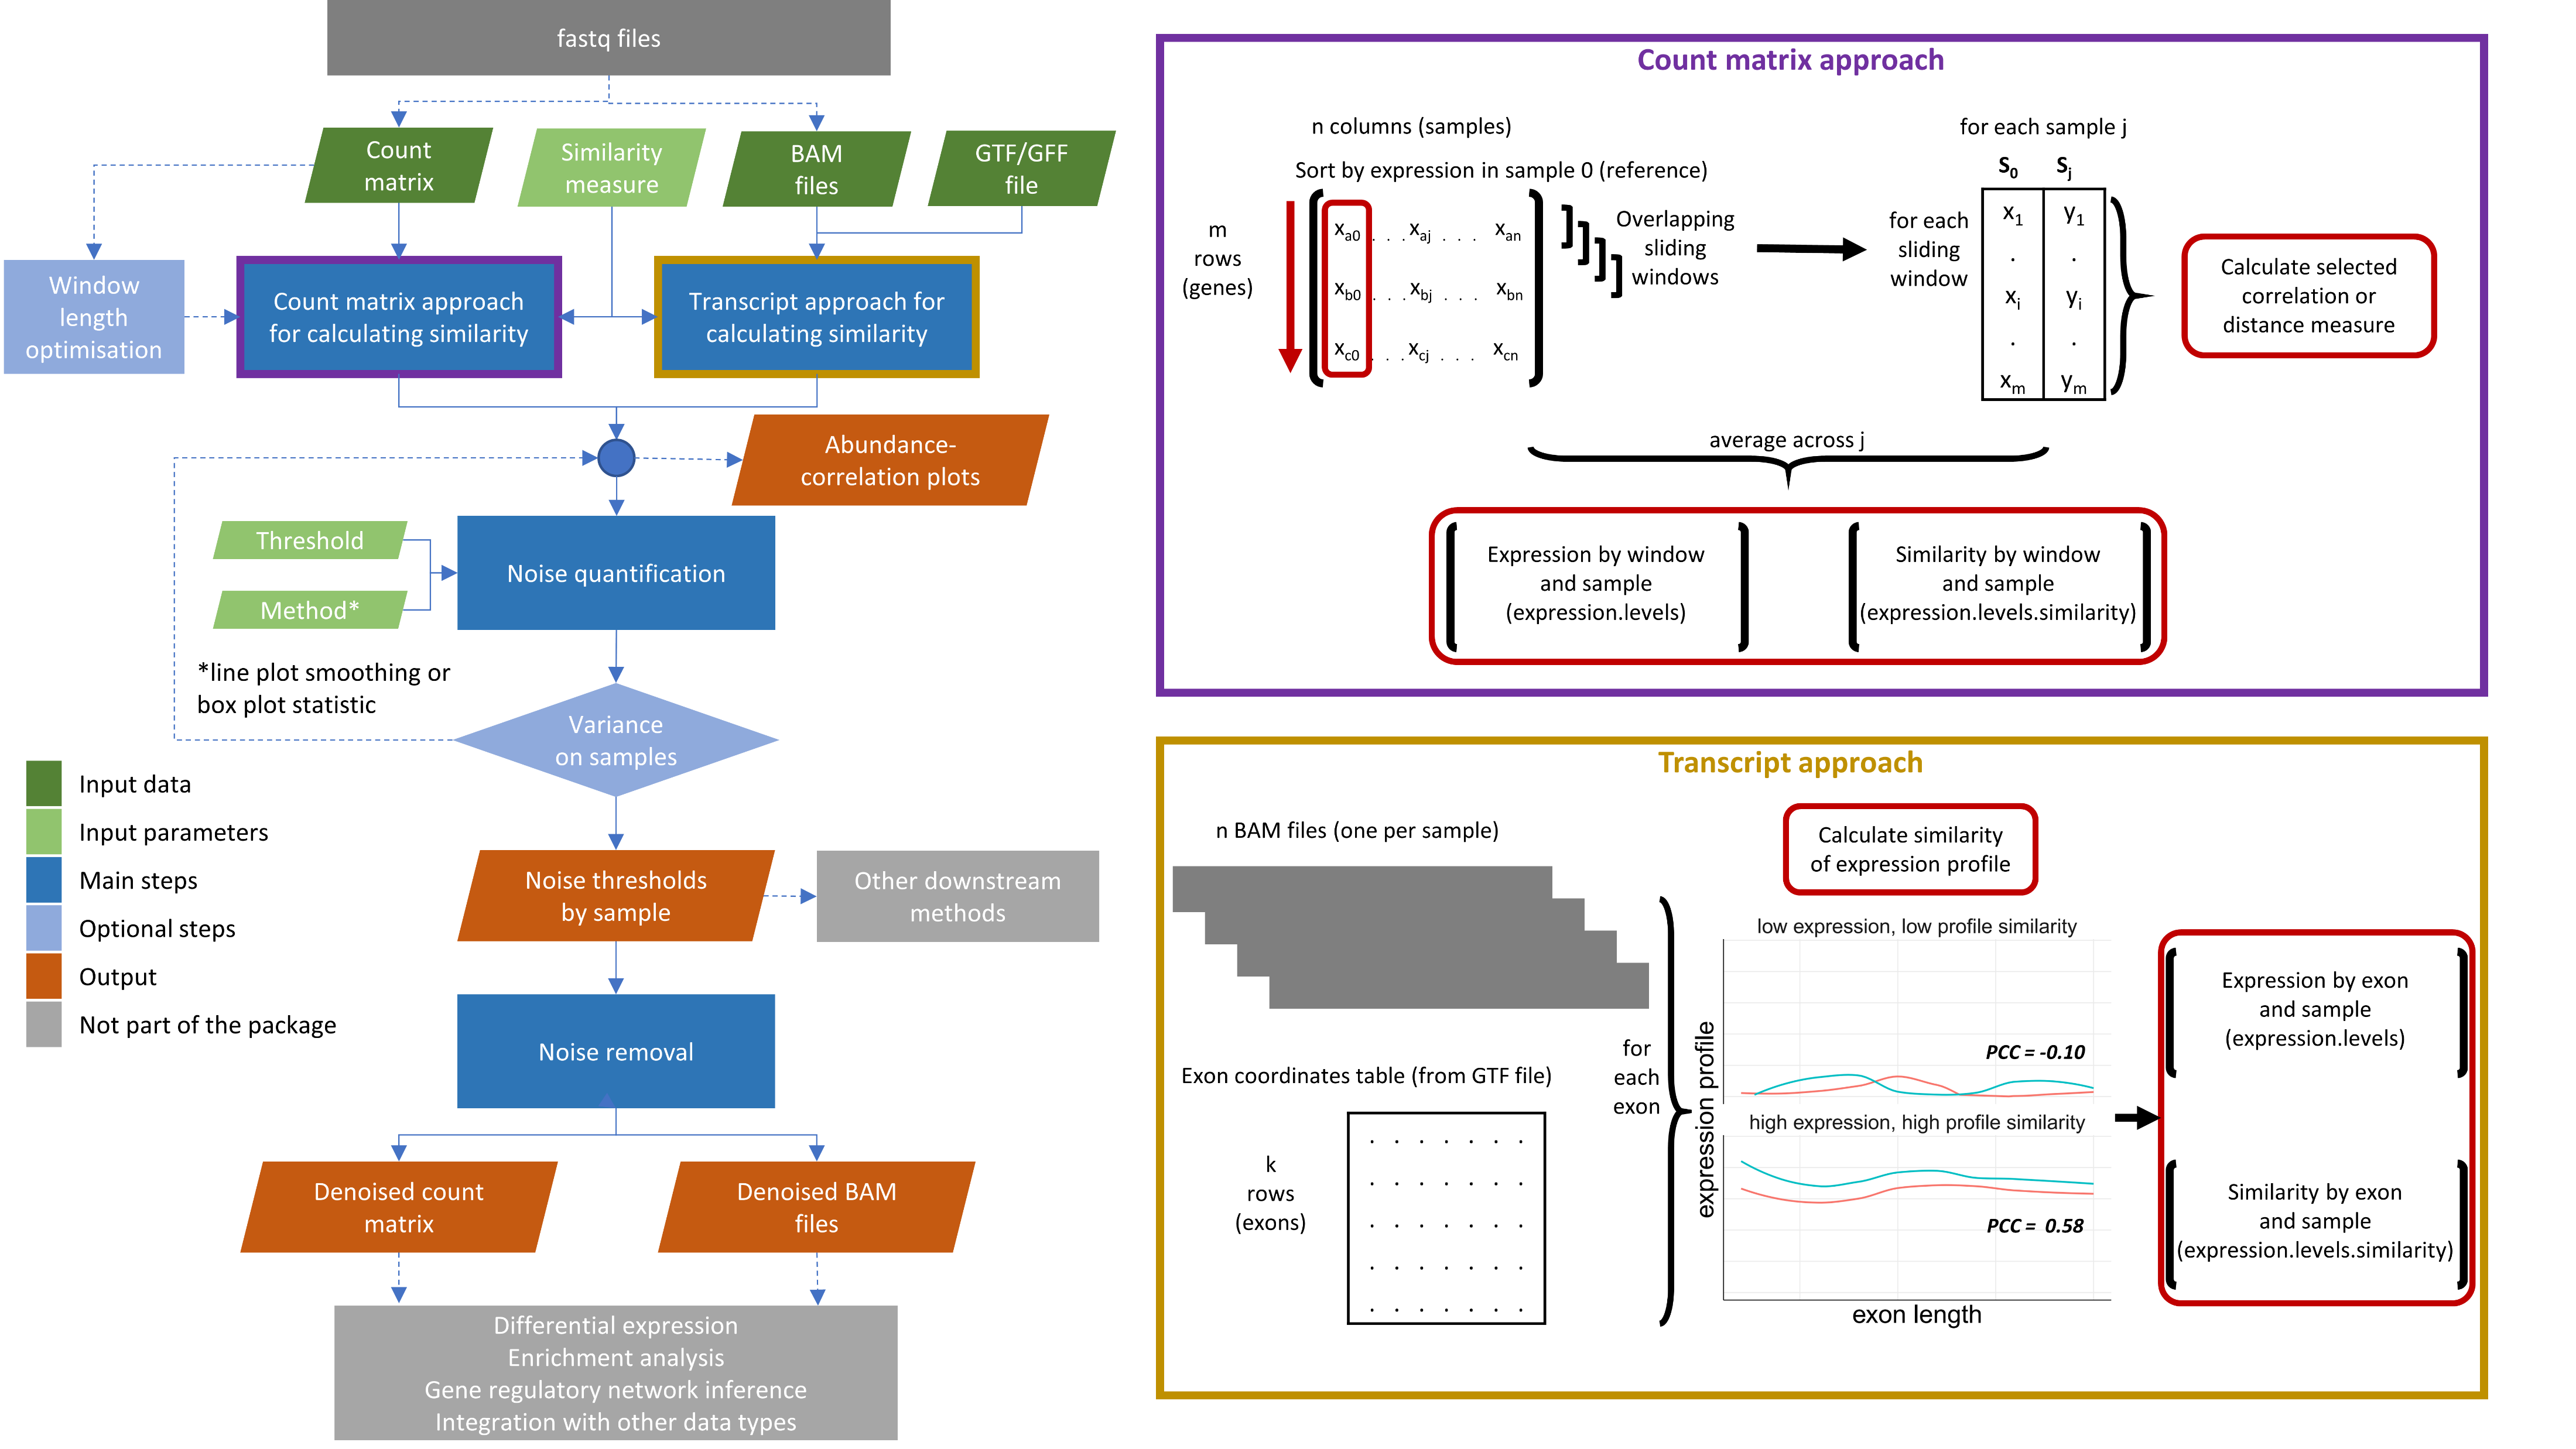 fastq files
Count
matrix
Similarity
measure
BAM
files
GTF/GFF
file
Window
length
optimisation
Count matrix approach
for calculating similarity
Transcript approach for
calculating similarity
Abundance-
correlation plots
Threshold
Method*
Noise quantification
*line plot smoothing or
box plot statistic
Variance
on samples
Input data
Input parameters
Main steps
Optional steps
Output
Not part of the package
Noise thresholds
by sample
Other downstream
methods
Noise removal
Denoised count
matrix
Denoised BAM
files
Differential expression
Enrichment analysis
Gene regulatory network inference
Integration with other data types
Count matrix approach
n columns (samples)
Sort by expression in sample 0 (reference)
m
rows
(genes)
xa0 . . . xaj . . . xan
xb0 . . . xbj . . . xbn
xc0 . . . xcj . . . xcn
Overlapping
sliding
windows
for each sample j
for each
sliding
window
S0 Sj
x1 y1
. .
xi yi
. .
xm ym
Calculate selected
correlation or
distance measure
average across j
Expression by window
and sample
(expression.levels)
Similarity by window
and sample
(expression.levels.similarity)
Transcript approach
n BAM files (one per sample)
Exon coordinates table (from GTF file)
k
rows
(exons)
for
each
exon
Calculate similarity
of expression profile
low expression, low profile similarity
PCC = -0.10
high expression, high profile similarity
PCC = 0.58
expression profile
exon length
Expression by exon
and sample
(expression.levels)
Similarity by exon
and sample
(expression.levels.similarity)